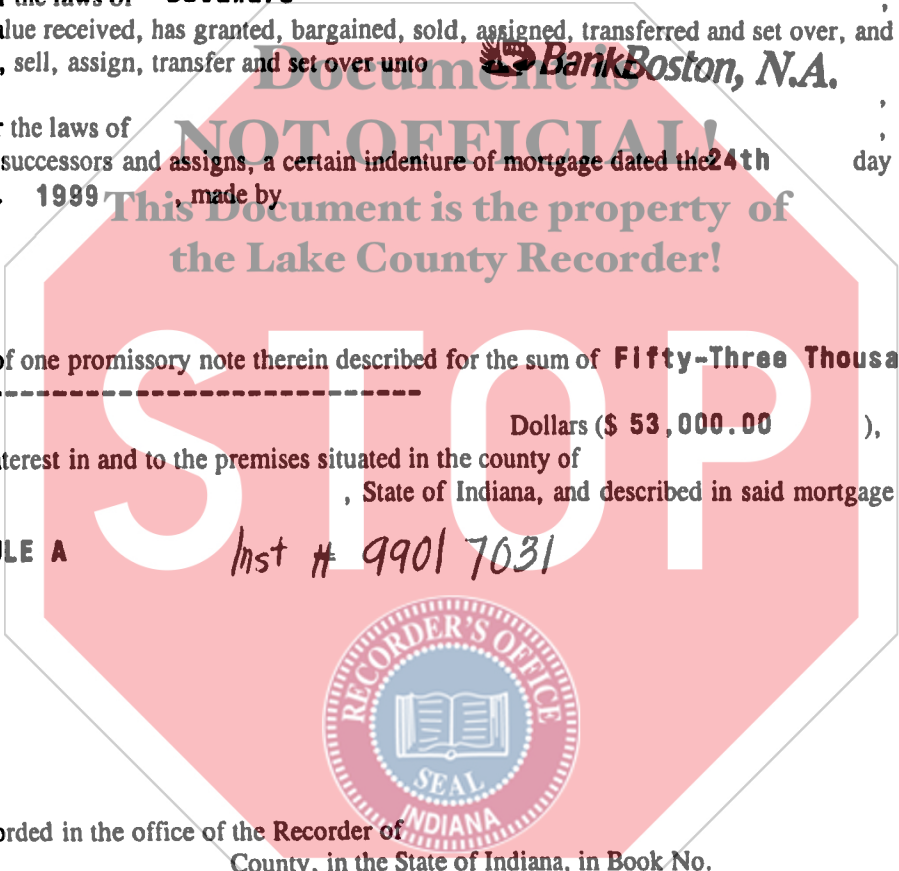 the laws of Delaware ,
lue received, has granted, bargained, sold, assigned, transferred and set over, and
, sell, assign, transfer and set over unto BankBoston, N.A.
Document is
,
the laws of ,
NOT OFFICIAL!
successors and assigns, a certain indenture of mortgage dated the 24th day
. 1999 , made by
This Document is the property of
the Lake County Recorder!
STOP
of one promissory note therein described for the sum of Fifty-Three Thousa
--------------------------------
Dollars ($ 53,000.00 ),
terest in and to the premises situated in the county of
, State of Indiana, and described in said mortgage
LE A Inst # 9901 7031
RECORDER'S OFFICE
SEAL
INDIANA
orded in the office of the Recorder of
County, in the State of Indiana, in Book No.